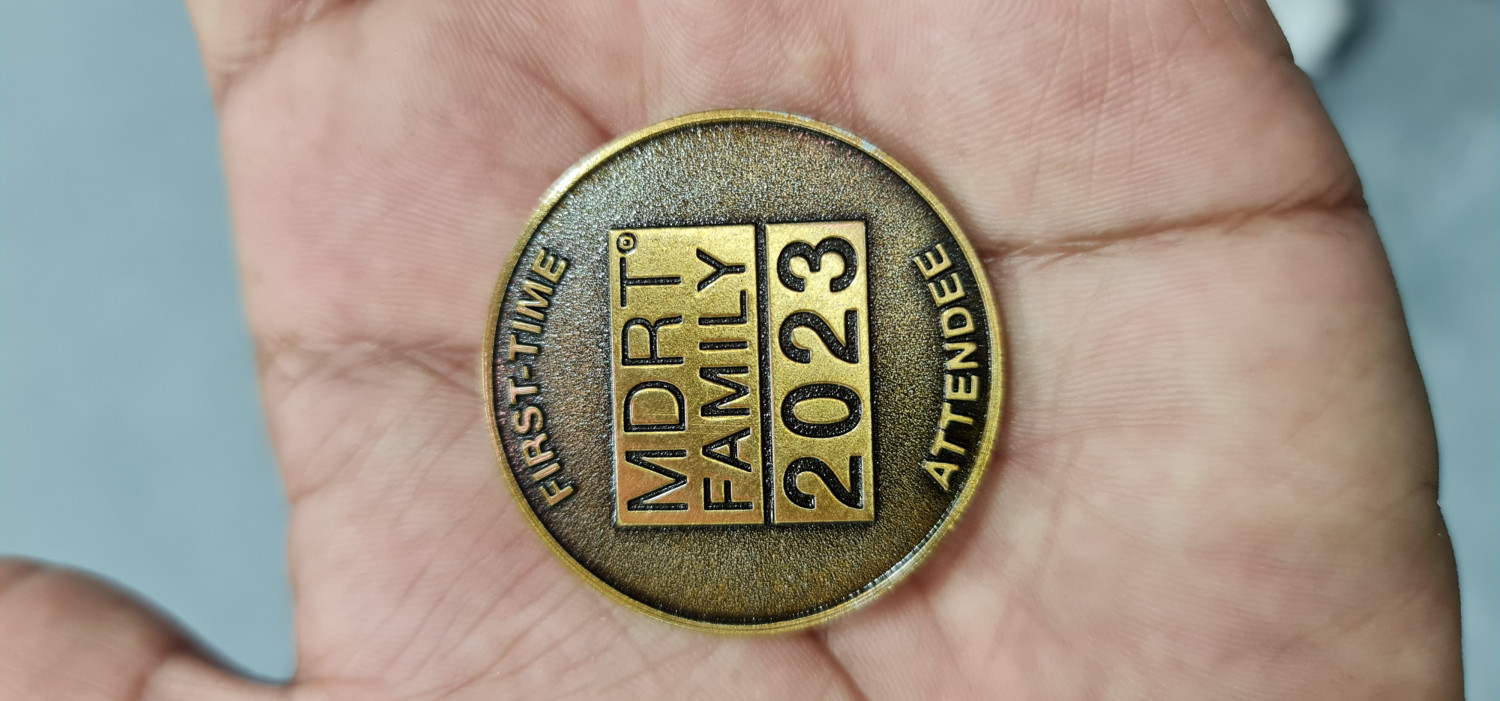 FIRST-TIME
MDRT®
FAMILY
2023
ATTENDEE